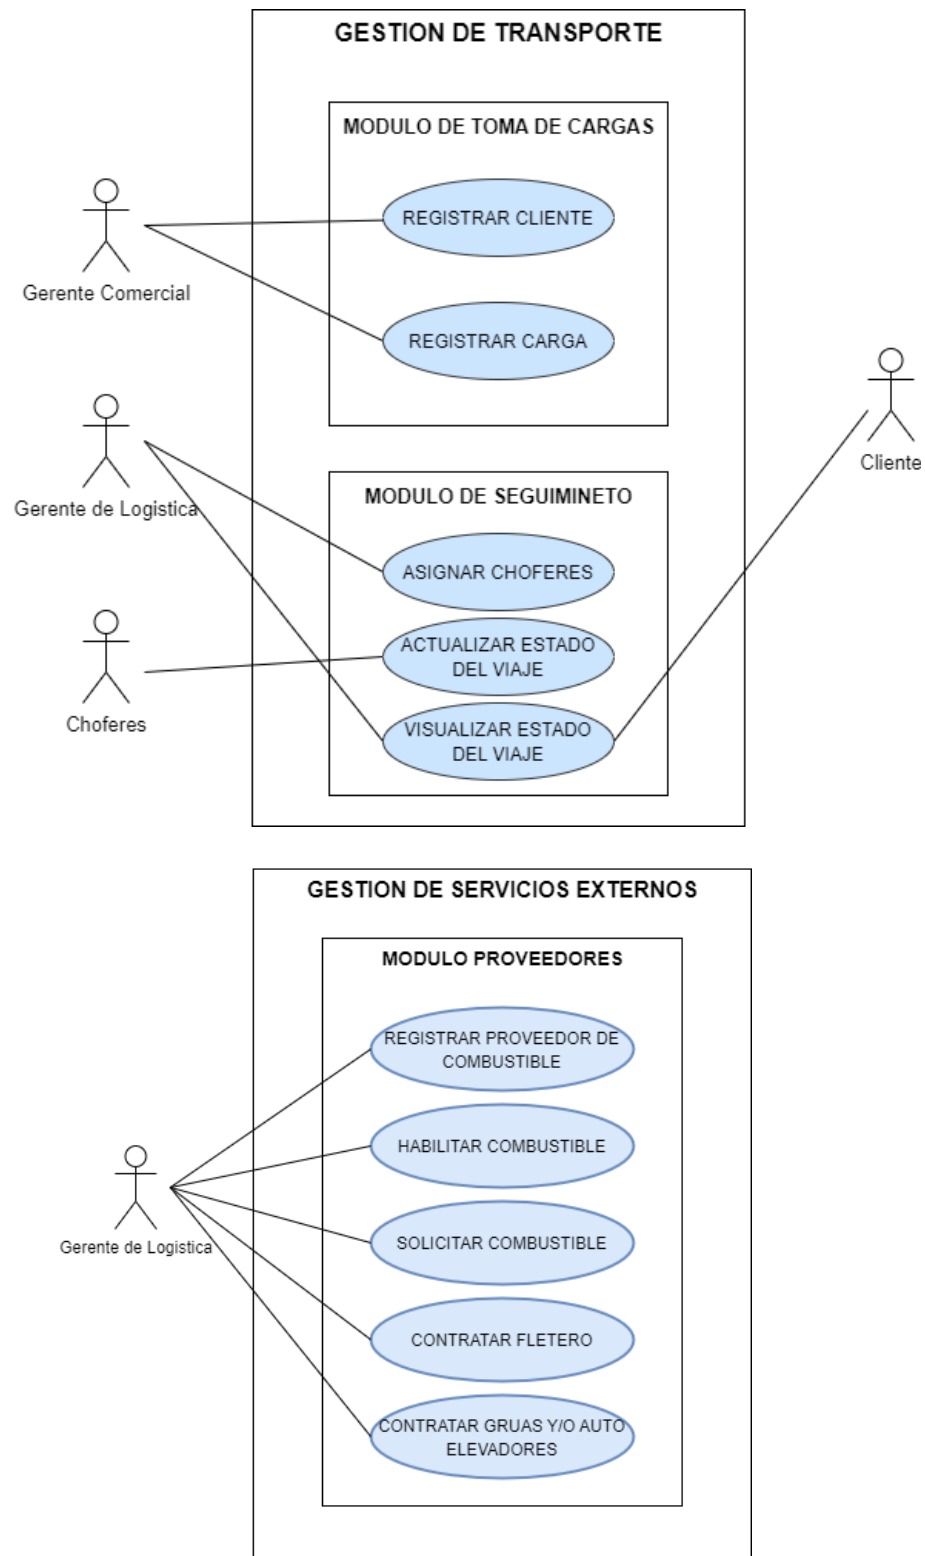 GESTION DE TRANSPORTE
MODULO DE TOMA DE CARGAS
REGISTRAR CLIENTE
Gerente Comercial
REGISTRAR CARGA
Cliente
Gerente de Logistica
MODULO DE SEGUIMINETO
ASIGNAR CHOFERES
ACTUALIZAR ESTADO
DEL VIAJE
Choferes
VISUALIZAR ESTADO
DEL VIAJE
GESTION DE SERVICIOS EXTERNOS
MODULO PROVEEDORES
REGISTRAR PROVEEDOR DE
COMBUSTIBLE
HABILITAR COMBUSTIBLE
Gerente de Logistica
SOLICITAR COMBUSTIBLE
CONTRATAR FLETERO
CONTRATAR GRUAS Y/O AUTO
ELEVADORES